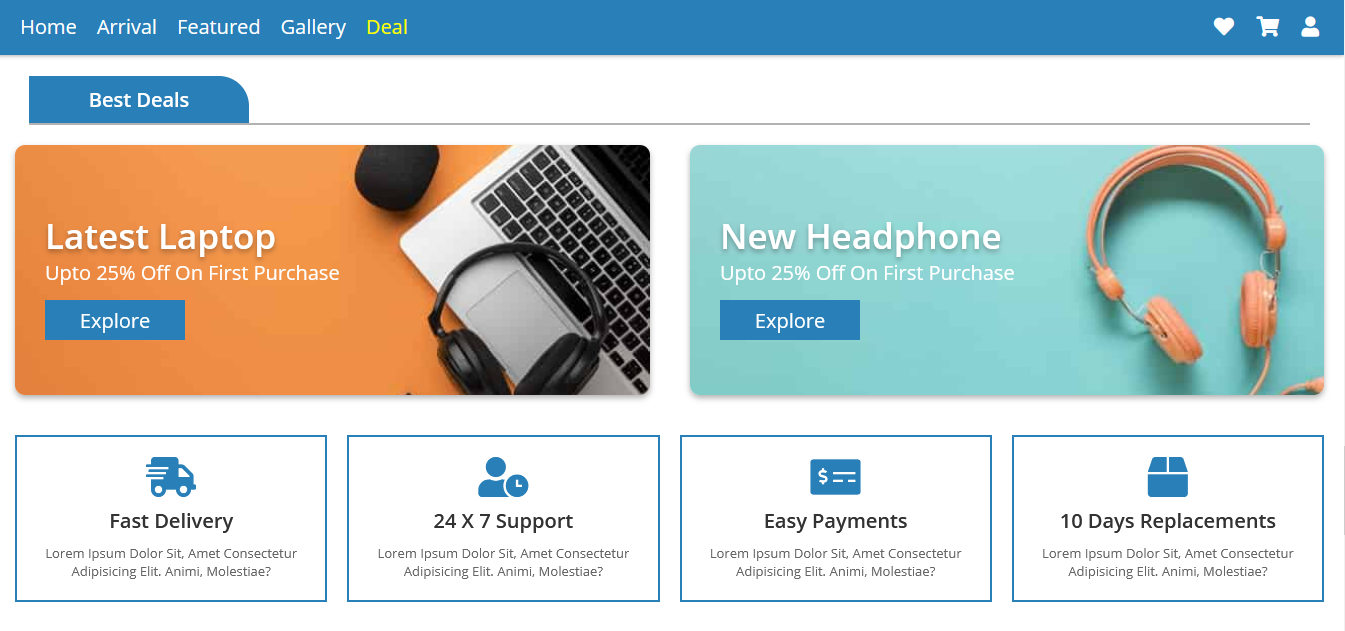 Home Arrival Featured Gallery Deal
Best Deals
Latest Laptop
Upto 25% Off On First Purchase
Explore
New Headphone
Upto 25% Off On First Purchase
Explore
Fast Delivery
Lorem Ipsum Dolor Sit, Amet Consectetur
Adipisicing Elit. Animi, Molestiae?
24 X 7 Support
Lorem Ipsum Dolor Sit, Amet Consectetur
Adipisicing Elit. Animi, Molestiae?
Easy Payments
Lorem Ipsum Dolor Sit, Amet Consectetur
Adipisicing Elit. Animi, Molestiae?
10 Days Replacements
Lorem Ipsum Dolor Sit, Amet Consectetur
Adipisicing Elit. Animi, Molestiae?